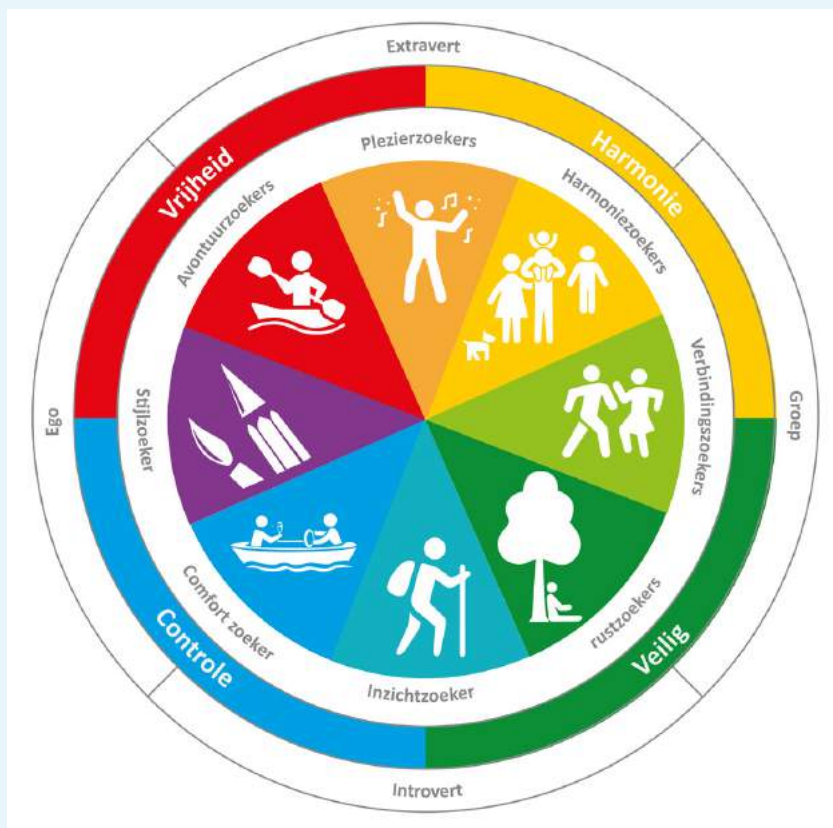 Extravert
Vrijheid
Harmonie
Plezierzoekers
Avontuurzoekers
Harmoniezoekers
Ego
Stijlzoeker
Verbindingszoekers
Groep
Comfort zoeker
rustzoekers
Controle
Veilig
Inzichtzoeker
Introvert